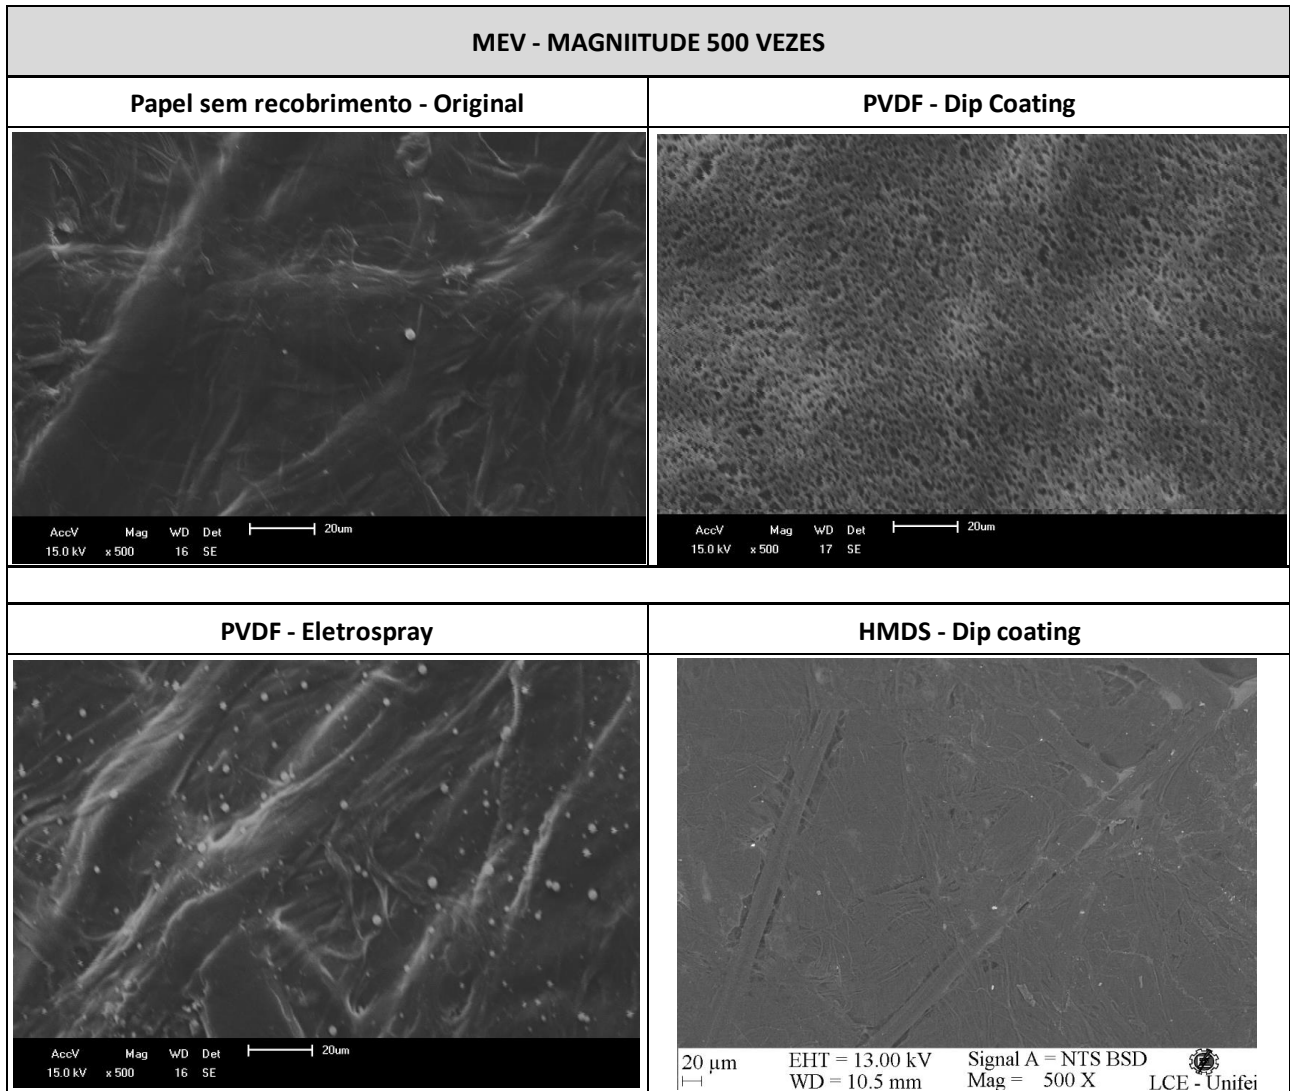 MEV - MAGNIITUDE 500 VEZES
Papel sem recobrimento - Original
PVDF - Dip Coating
AccV Mag WD Det 20um
15.0 kV x 500 16 SE
AccV Mag WD Det 20um
15.0 kV x 500 17 SE
PVDF - Eletrospray
HMDS - Dip coating
AccV Mag WD Det 20um
15.0 kV x 500 16 SE
20 µm EHT = 13.00 kV Signal A = NTS BSD
WD = 10.5 mm Mag = 500 X LCE - Unifei